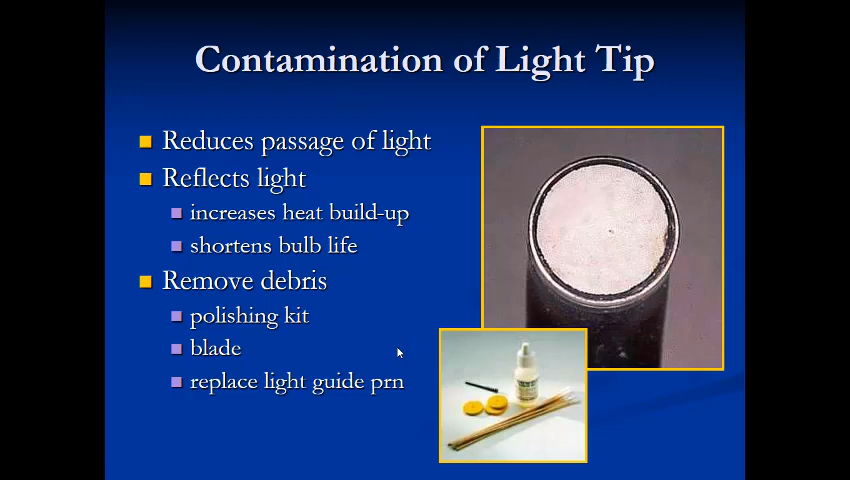 Contamination of Light Tip
Reduces passage of light
Reflects light
increases heat build-up
shortens bulb life
Remove debris
polishing kit
blade
replace light guide prn